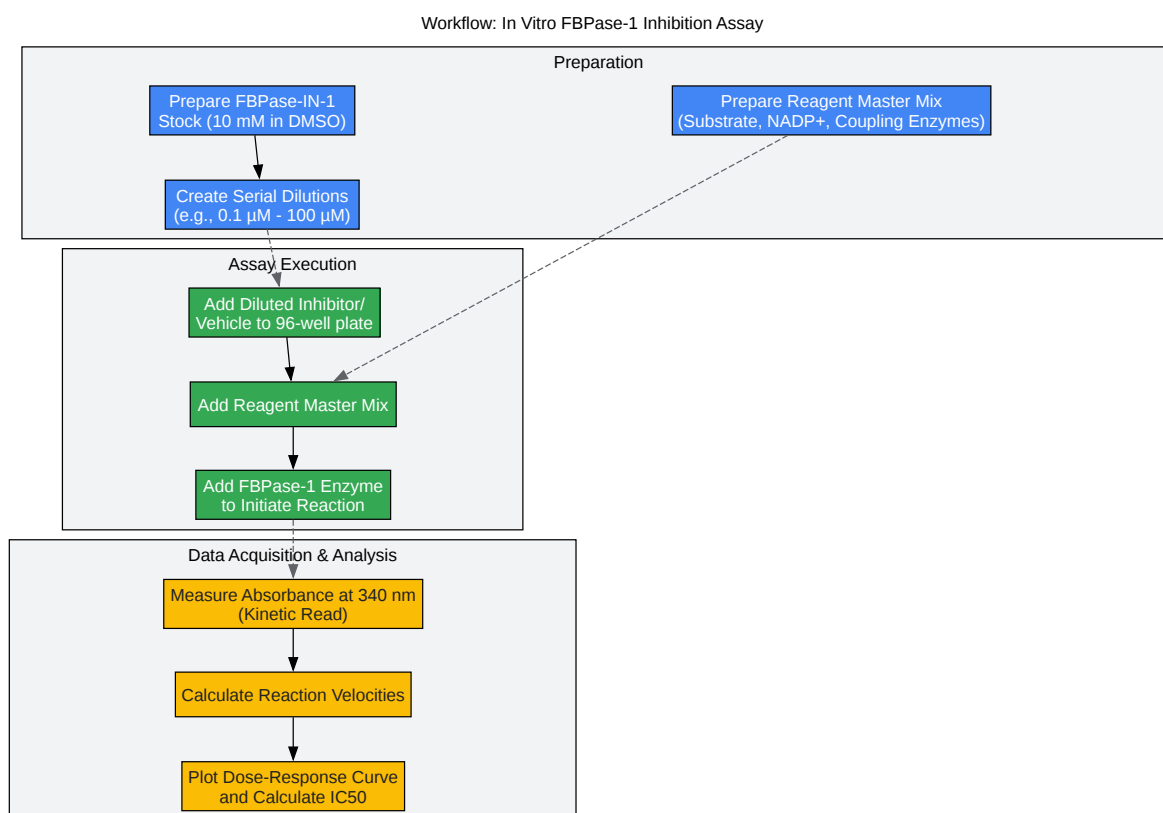 Workflow: In Vitro FBPase-1 Inhibition Assay
Preparation
Prepare FBPase-IN-1
Stock (10 mM in DMSO)
Prepare Reagent Master Mix
(Substrate, NADP+, Coupling Enzymes)
Create Serial Dilutions
(e.g., 0.1 µM - 100 µM)
Assay Execution
Add Diluted Inhibitor/
Vehicle to 96-well plate
Add Reagent Master Mix
Add FBPase-1 Enzyme
to Initiate Reaction
Data Acquisition & Analysis
Measure Absorbance at 340 nm
(Kinetic Read)
Calculate Reaction Velocities
Plot Dose-Response Curve
and Calculate IC50